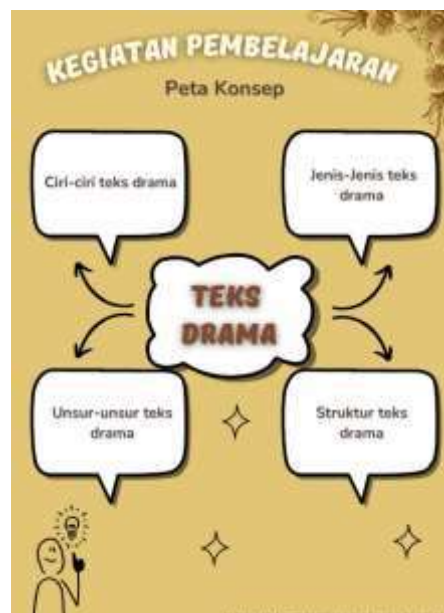 KEGIATAN PEMBELAJARAN
Peta Konsep
Ciri-ciri teks drama
Jenis-Jenis teks
drama
TEKS
DRAMA
Unsur-unsur teks
drama
Struktur teks
drama